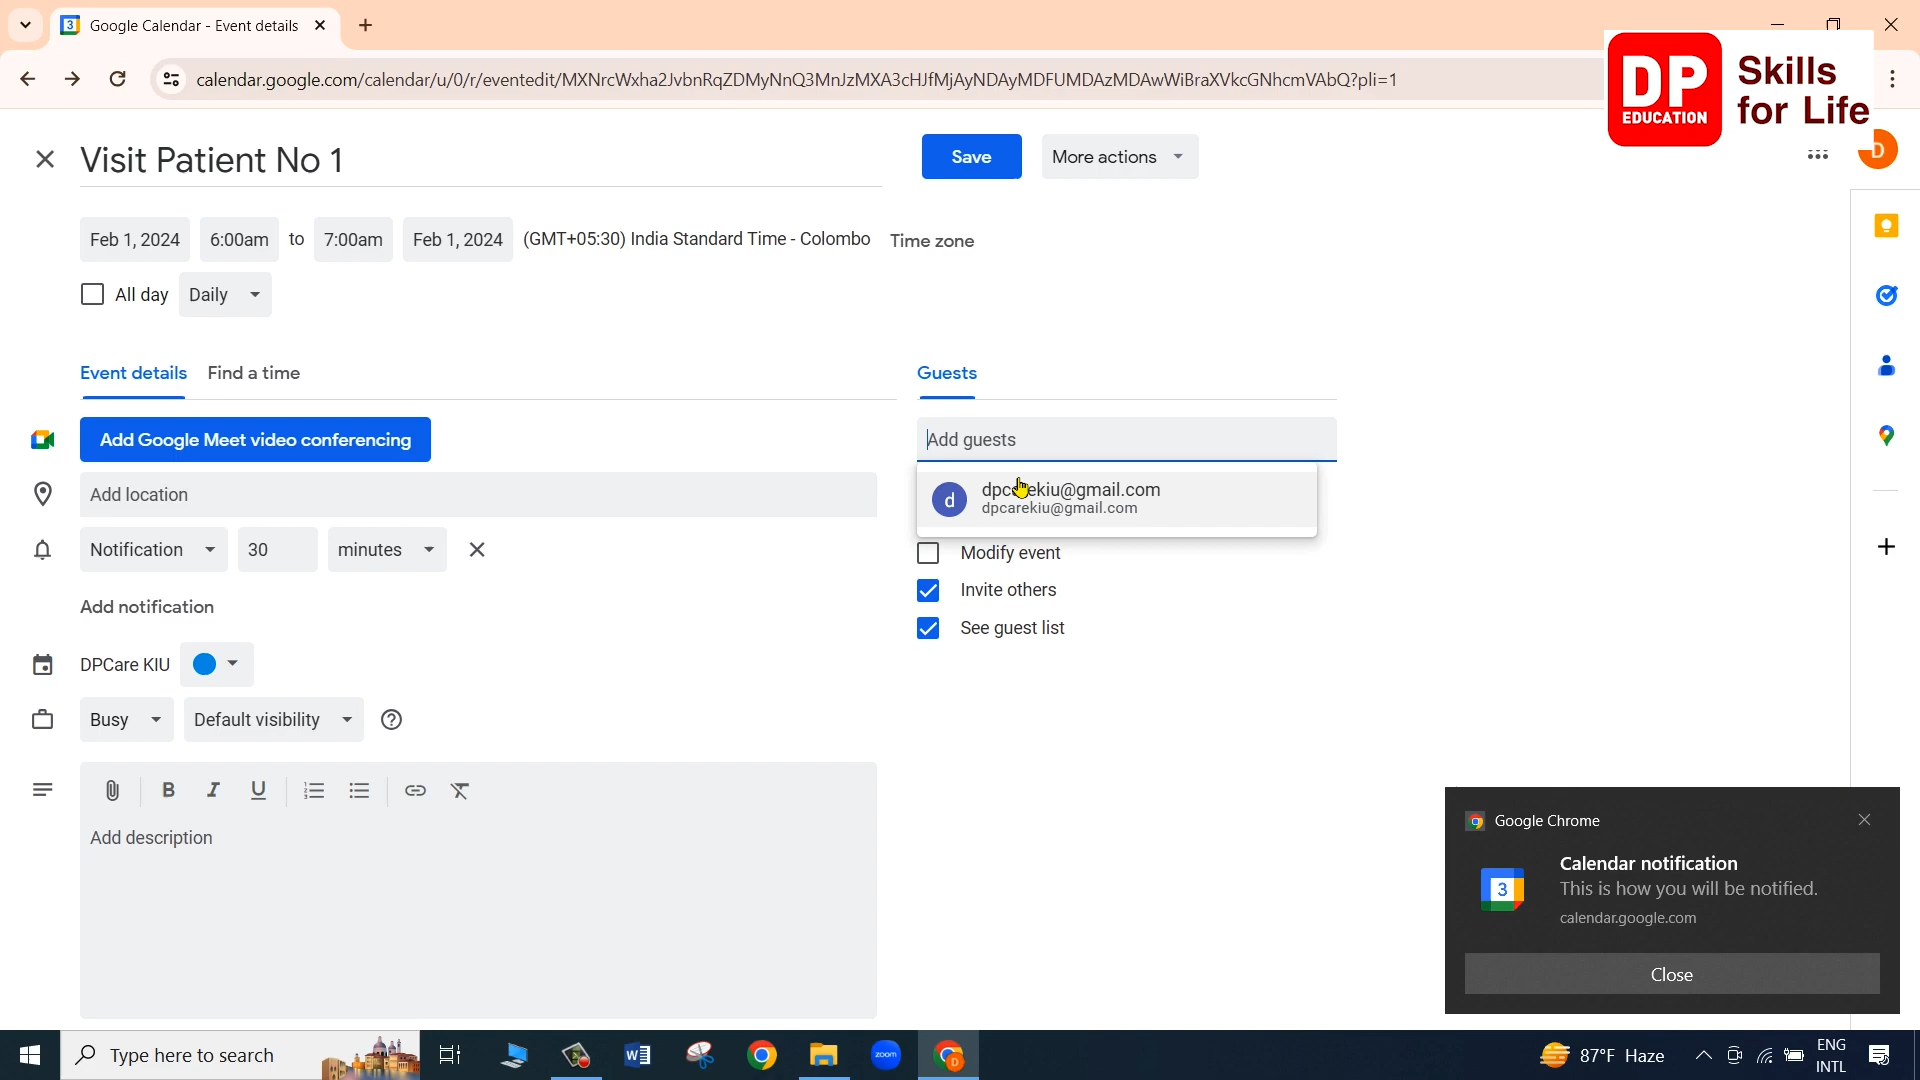 Google Calendar - Event details
calendar.google.com/calendar/u/0/r/eventedit/MXNrcWxha2JvbnRqZDMyNnQ3MnJzMXA3cHJfMjAyNDAyMDFUMDAzMDAwWiBraXVkcGNhcmVAbQ?pli=1
DP
EDUCATION
Skills
for Life
Visit Patient No 1
Save
More actions
D
Feb 1, 2024 6:00am to 7:00am Feb 1, 2024 (GMT+05:30) India Standard Time - Colombo Time zone
All day Daily
Event details Find a time
Guests
Add Google Meet video conferencing
Add guests
Add location
d
dpcarekiu@gmail.com
dpcarekiu@gmail.com
Notification 30 minutes
Modify event
Invite others
Add notification
See guest list
DPCare KIU
Busy Default visibility
Add description
Google Chrome
Calendar notification
This is how you will be notified.
calendar.google.com
3
Close
Type here to search
zoom
87°F Haze
ENG
INTL